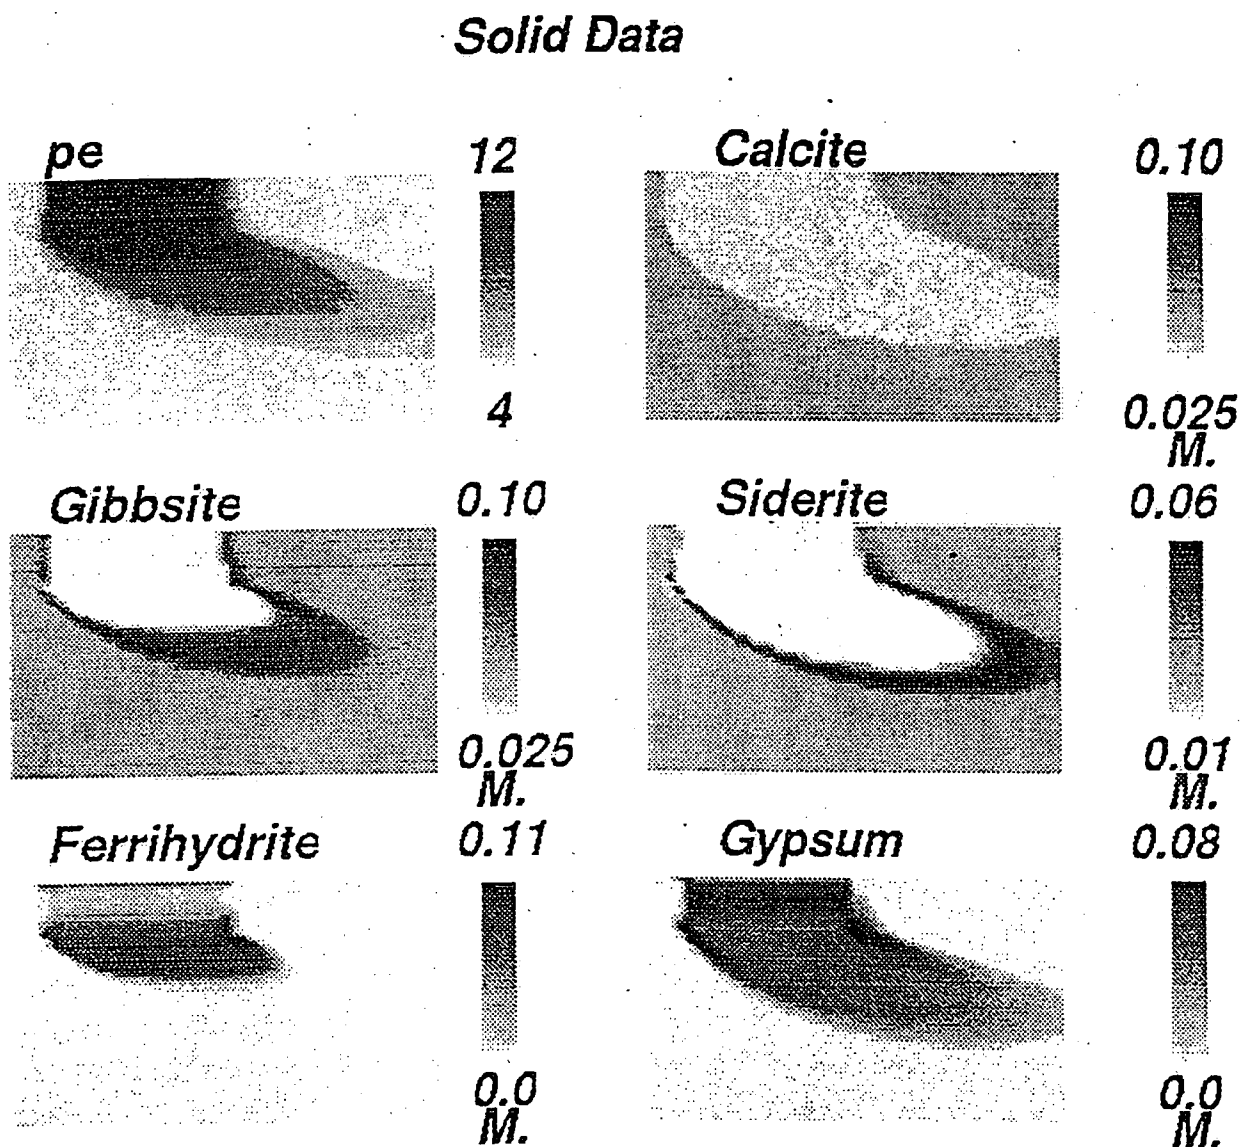 Solid Data
pe
12
4
Calcite
0.10
0.025
M.
Gibbsite
0.10
0.025
M.
Siderite
0.06
0.01
M.
Ferrihydrite
0.11
0.0
M.
Gypsum
0.08
0.0
M.